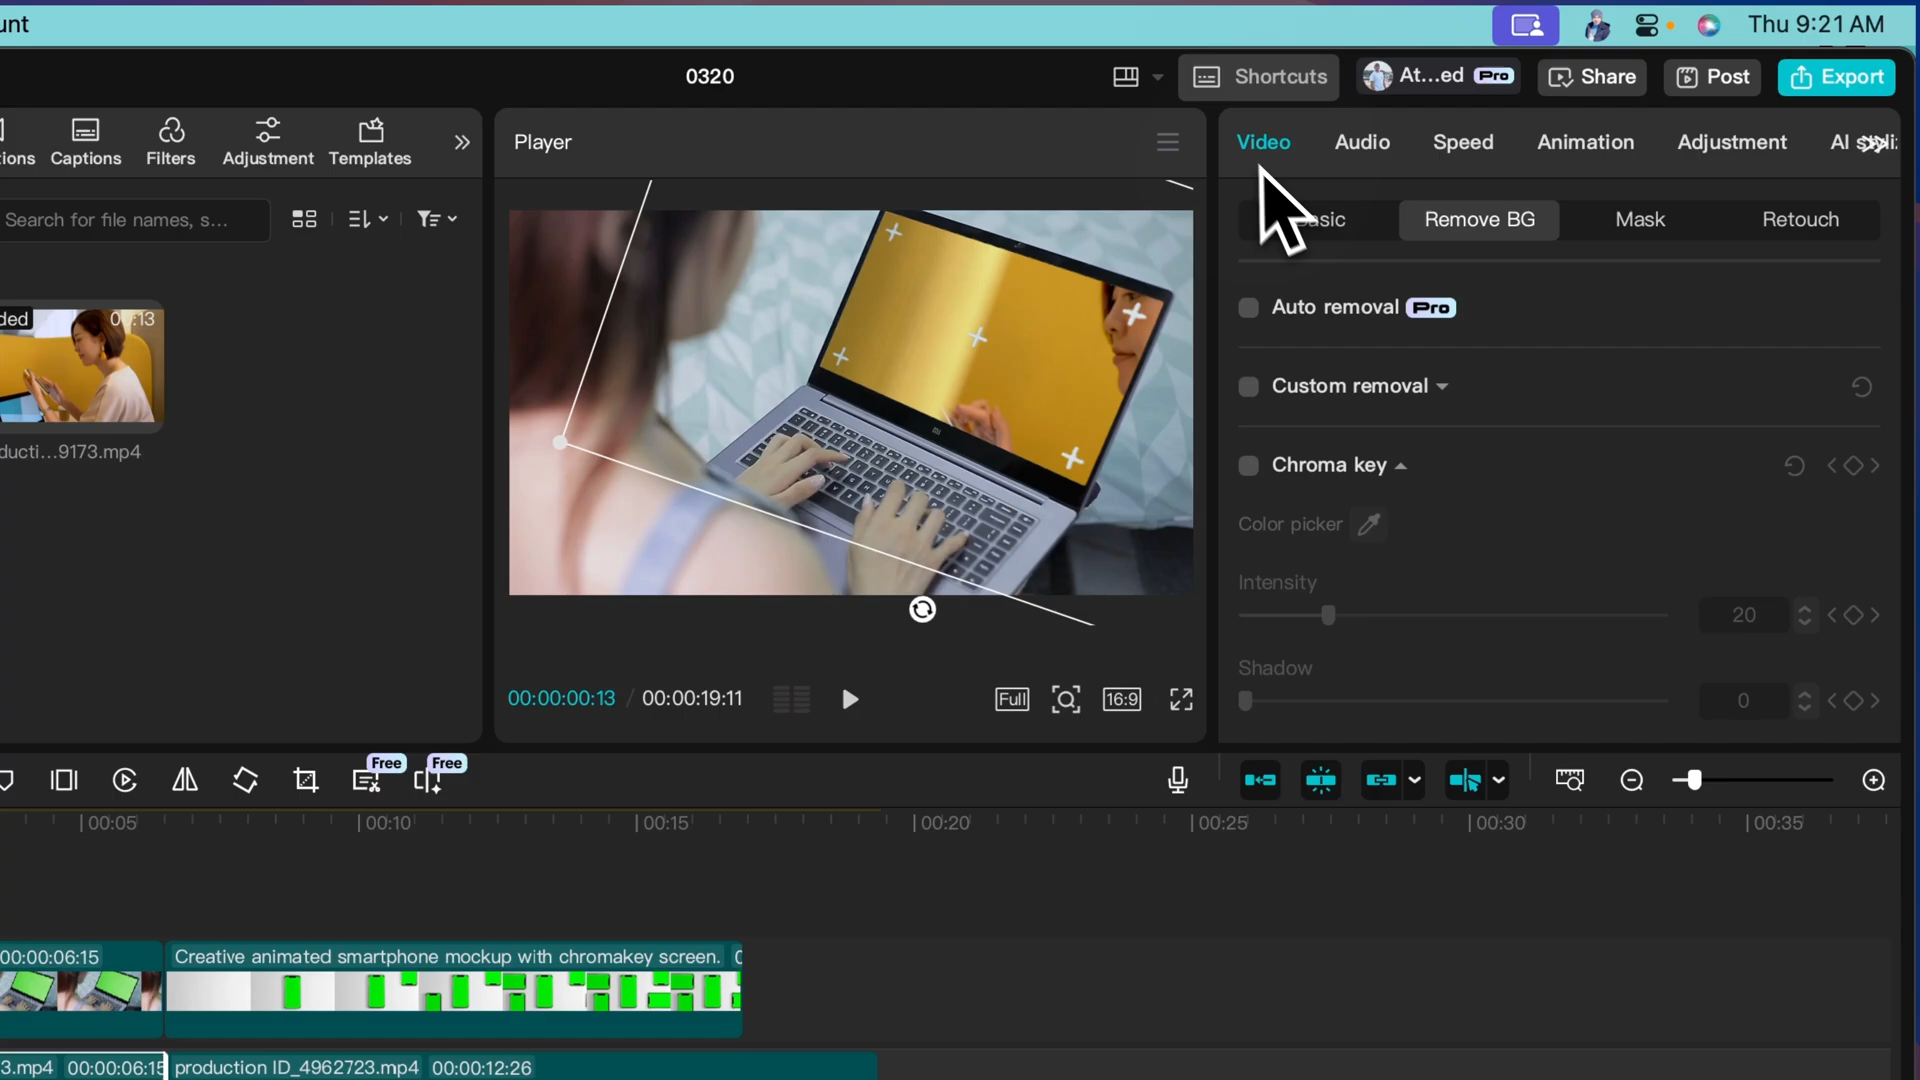 unt
Thu 9:21 AM
0320
Shortcuts
At...ed Pro
Share
Post
Export
ions
Captions
Filters
Adjustment
Templates
Player
Video
Audio
Speed
Animation
Adjustment
AI
Search for file names, s...
Remove BG
Mask
Retouch
ded
13
ducti...9173.mp4
Auto removal Pro
Custom removal
Chroma key
Color picker
Intensity
20
Shadow
0
00:00:00:13 / 00:00:19:11
Full
16:9
Free
Free
00:05
00:10
00:15
00:20
00:25
00:30
00:35
00:00:06:15
Creative animated smartphone mockup with chromakey screen.
3.mp4 00:00:06:15
production ID_4962723.mp4 00:00:12:26